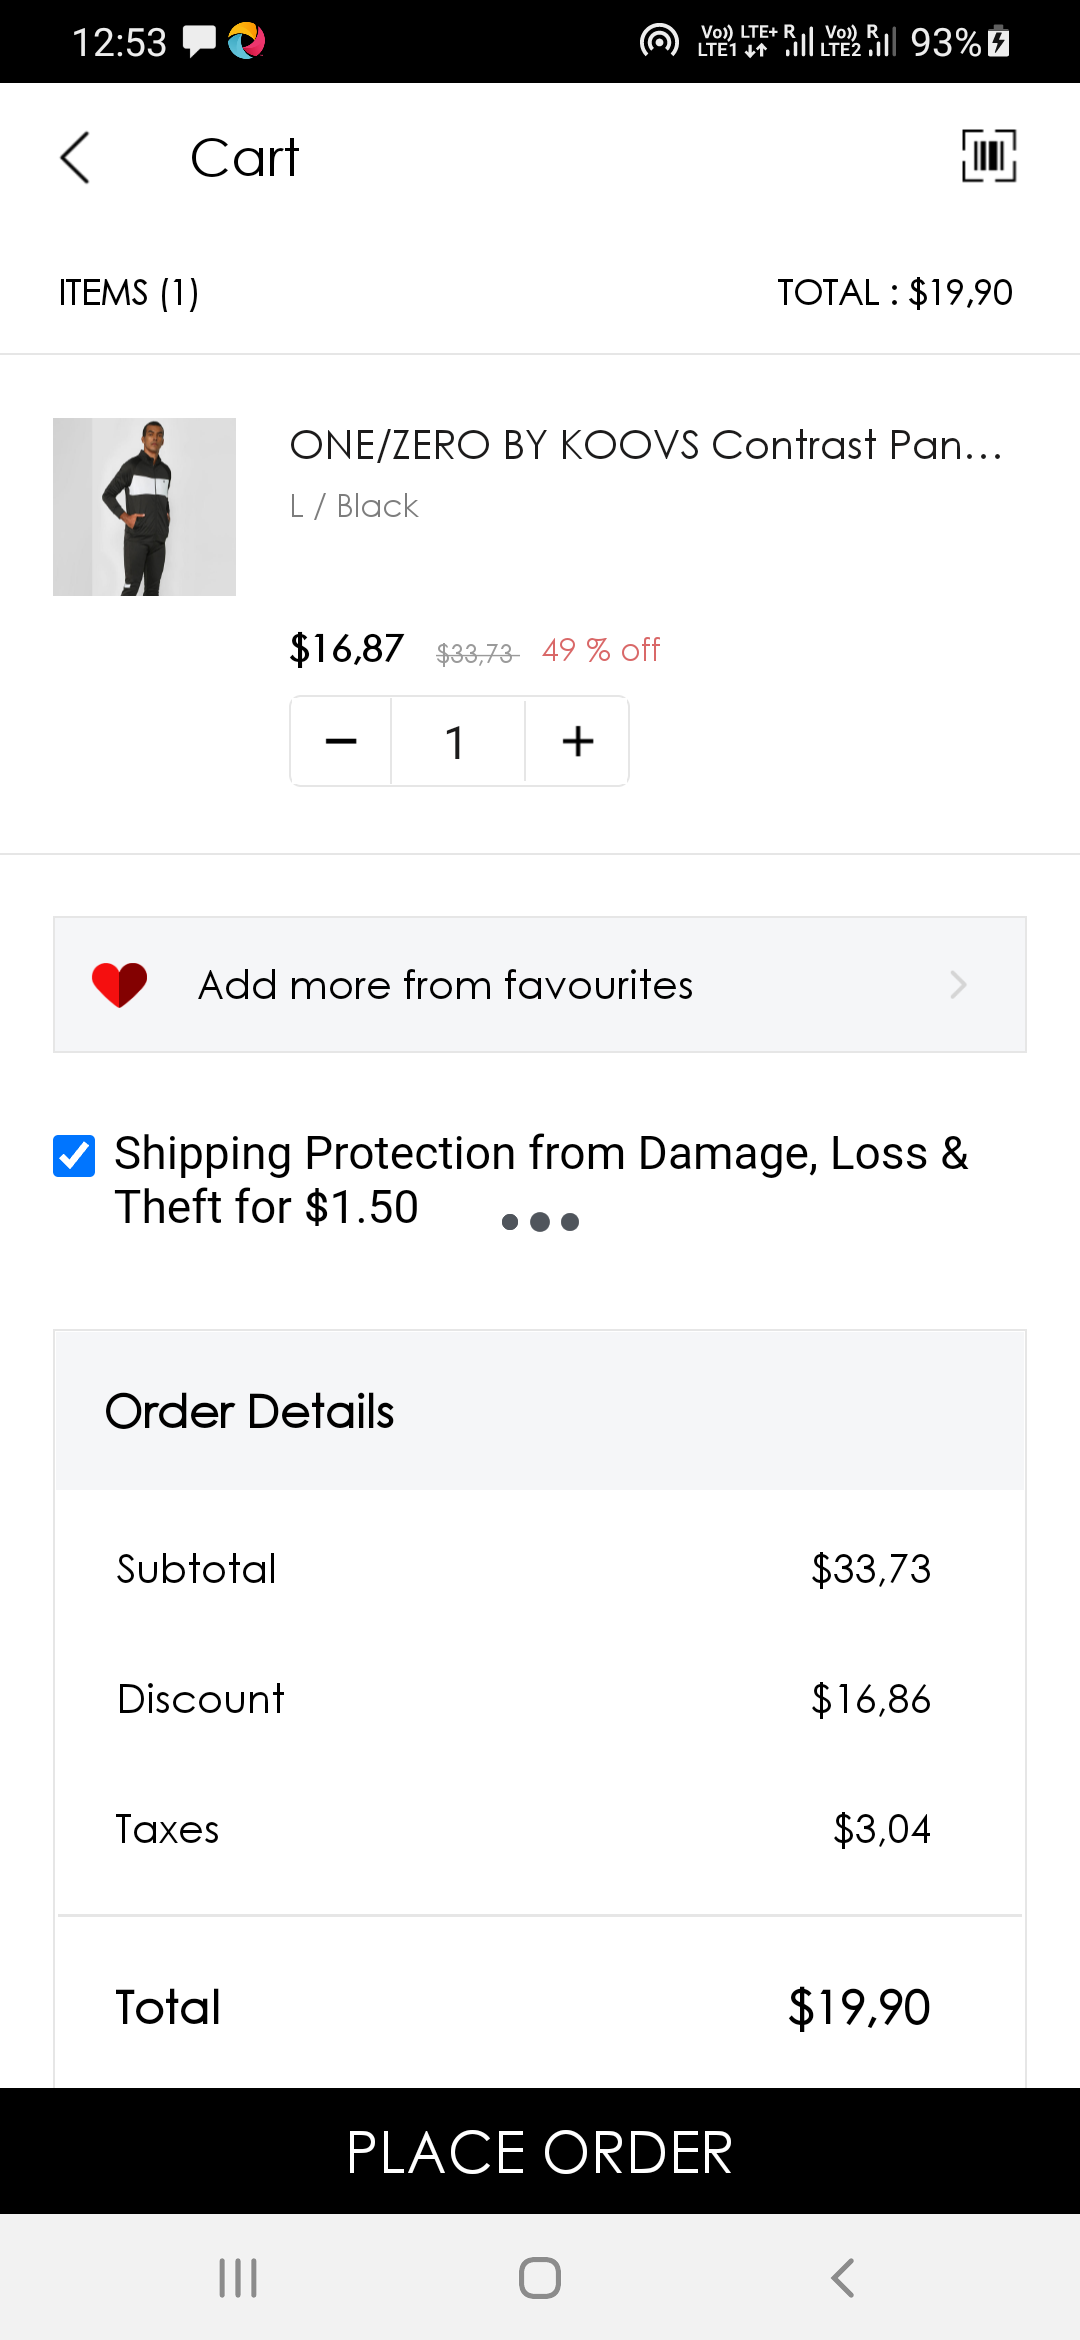 12:53 Vo)) LTE+ R Vo)) R 93%
LTE1 LTE2
Cart
ITEMS (1) TOTAL : $19,90
ONE/ZERO BY KOOVS Contrast Pan...
L / Black
$16,87 $33,73 49 % off
1
Add more from favourites
Shipping Protection from Damage, Loss &
Theft for $1.50
Order Details
Subtotal $33,73
Discount $16,86
Taxes $3,04
Total $19,90
PLACE ORDER